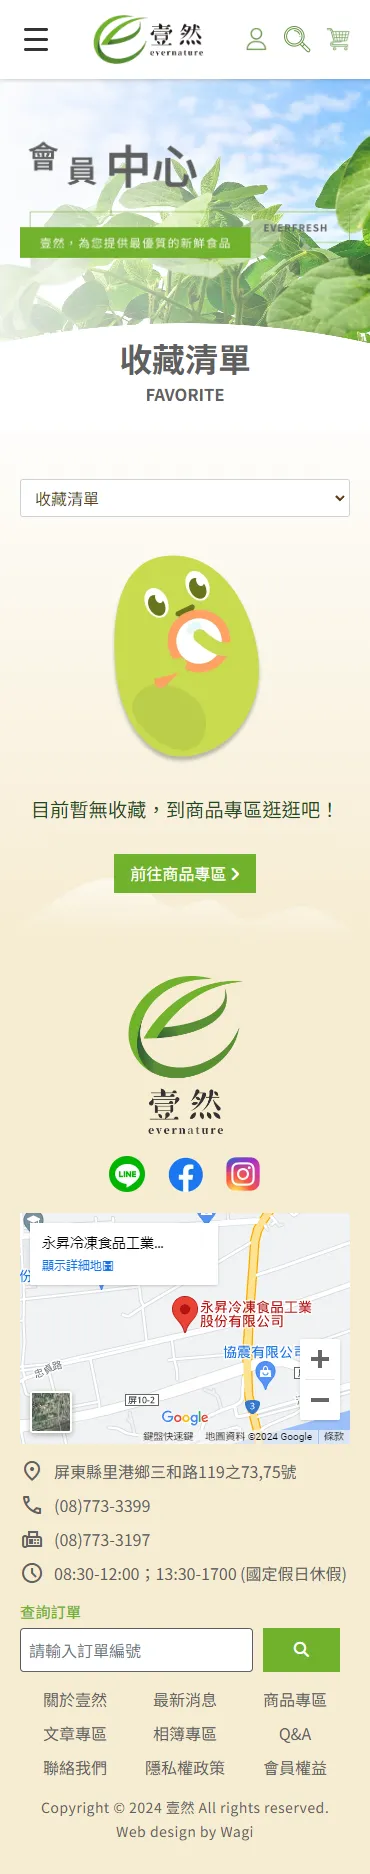 壹然
evernature
會員中心
EVERFRESH
壹然，為您提供最優質的新鮮食品
收藏清單
FAVORITE
收藏清單
目前暫無收藏，到商品專區逛逛吧！
前往商品專區
壹然
evernature
LINE
永昇冷凍食品工業...
顯示詳細地圖
份
永昇冷凍食品工業
股份有限公司
協震有限公司
忠貞路
屏10-2
3
Google
鍵盤快速鍵 地圖資料 ©2024 Google 條款
屏東縣里港鄉三和路119之73,75號
(08)773-3399
(08)773-3197
08:30-12:00；13:30-1700 (國定假日休假)
查詢訂單
請輸入訂單編號
關於壹然 最新消息 商品專區
文章專區 相簿專區 Q&A
聯絡我們 隱私權政策 會員權益
Copyright © 2024 壹然 All rights reserved.
Web design by Wagi